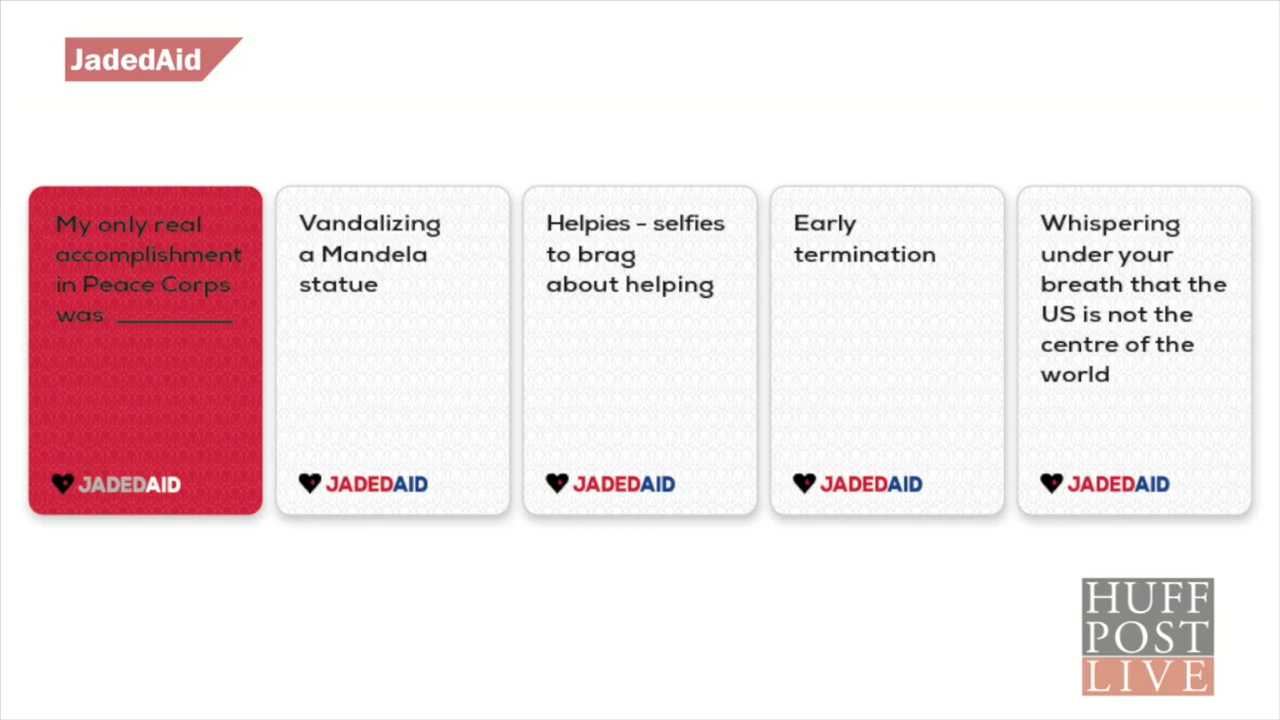 JadedAid
My only real
accomplishment
in Peace Corps
was __________
JADEDAID
Vandalizing
a Mandela
statue
JADEDAID
Helpies - selfies
to brag
about helping
JADEDAID
Early
termination
JADEDAID
Whispering
under your
breath that the
US is not the
centre of the
world
JADEDAID
HUFF
POST
LIVE